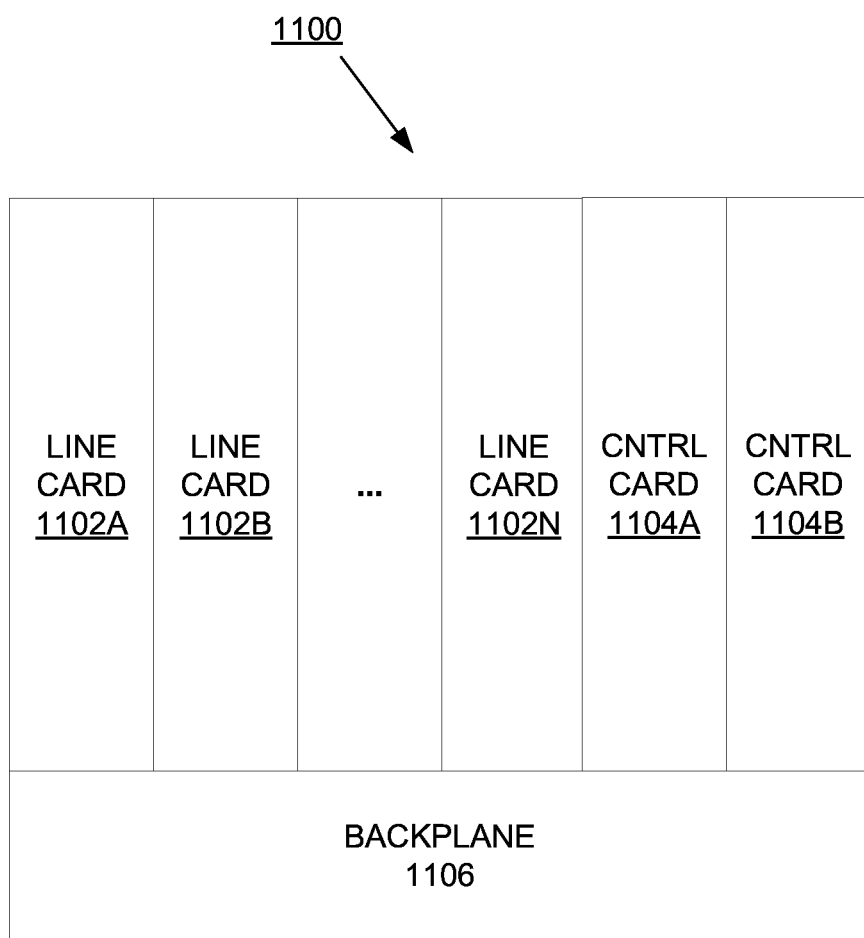 1100
LINE
CARD
1102A
LINE
CARD
1102B
...
LINE
CARD
1102N
CNTRL
CARD
1104A
CNTRL
CARD
1104B
BACKPLANE
1106